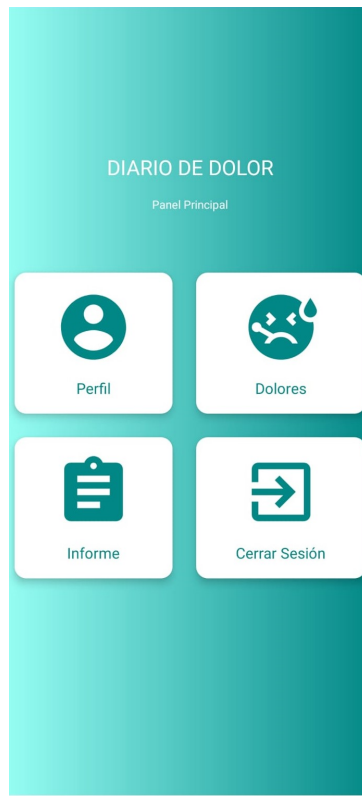 DIARIO DE DOLOR
Panel Principal
Perfil
Dolores
Informe
Cerrar Sesión